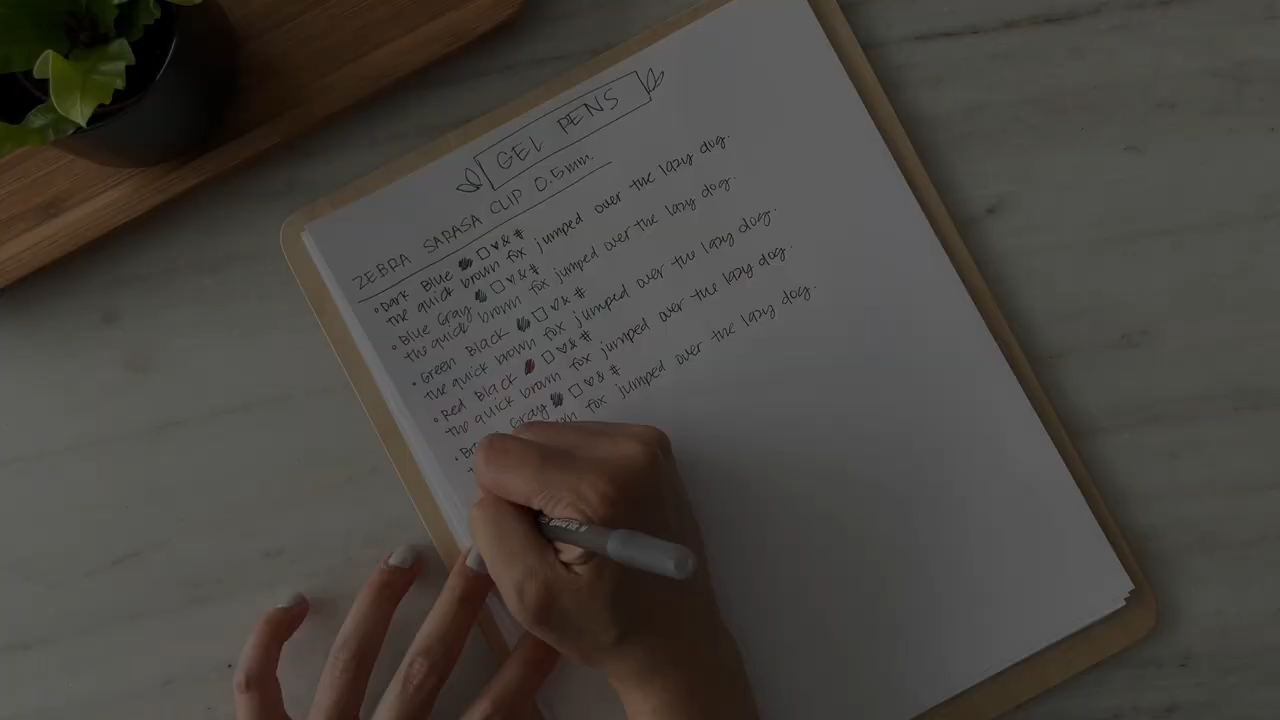 GEL PENS
ZEBRA SARASA CLIP 0.5mm.
• Dark Blue □ ♥ & #
the quick brown fox jumped over the lazy dog.
• Blue Gray □ ♥ & #
the quick brown fox jumped over the lazy dog.
• Green Black □ ♥ & #
the quick brown fox jumped over the lazy dog.
• Red Black □ ♥ & #
the quick brown fox jumped over the lazy dog.
• Gray □ ♥ & #
fox jumped over the lazy dog.